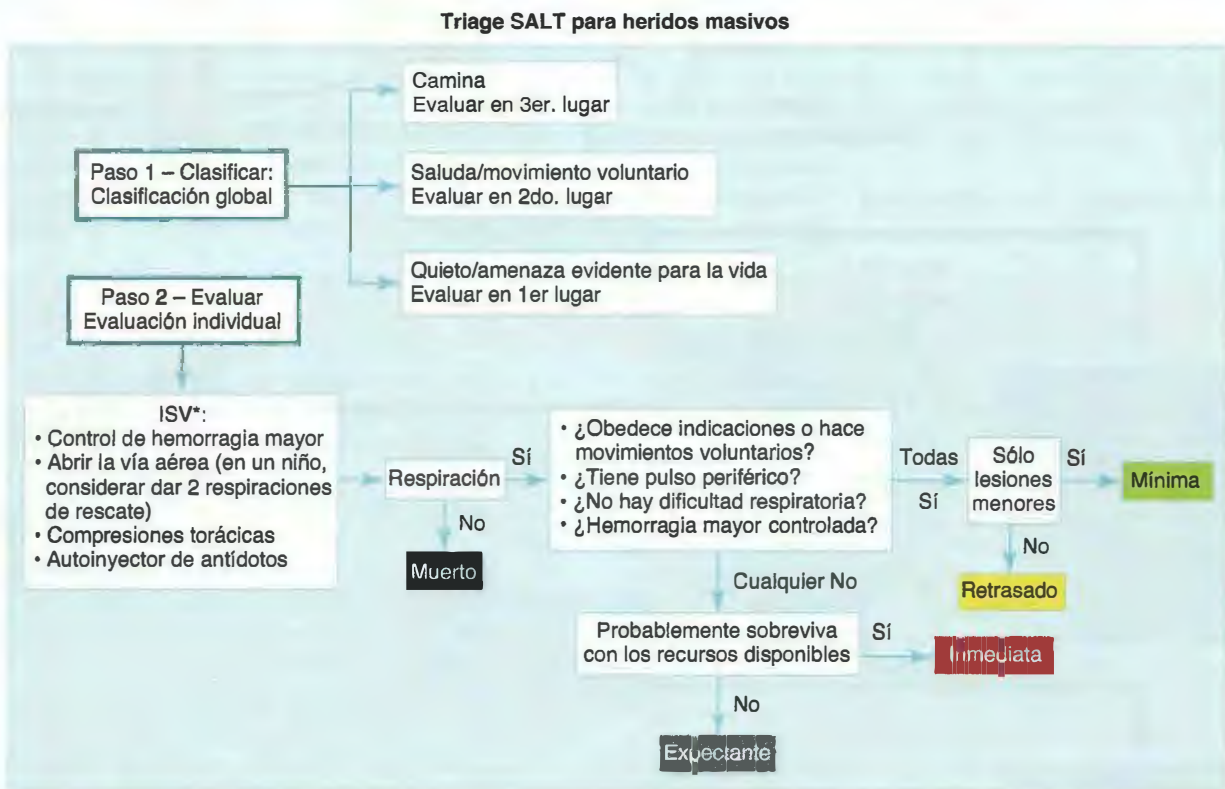 Triage SALT para heridos masivos
Camina
Evaluar en 3er. lugar
Paso 1 – Clasificar:
Clasificación global
Saluda/movimiento voluntario
Evaluar en 2do. lugar
Quieto/amenaza evidente para la vida
Evaluar en 1er lugar
Paso 2 – Evaluar
Evaluación individual
ISV*:
• Control de hemorragia mayor
• Abrir la vía aérea (en un niño,
considerar dar 2 respiraciones
de rescate)
• Compresiones torácicas
• Autoinyector de antídotos
Respiración
Sí
No
Muerto
• ¿Obedece indicaciones o hace
movimientos voluntarios?
• ¿Tiene pulso periférico?
• ¿No hay dificultad respiratoria?
• ¿Hemorragia mayor controlada?
Todas
Sí
Sólo
lesiones
menores
Sí
Mínima
No
Retrasado
Cualquier No
Probablemente sobreviva
con los recursos disponibles
Sí
Inmediata
No
Expectante